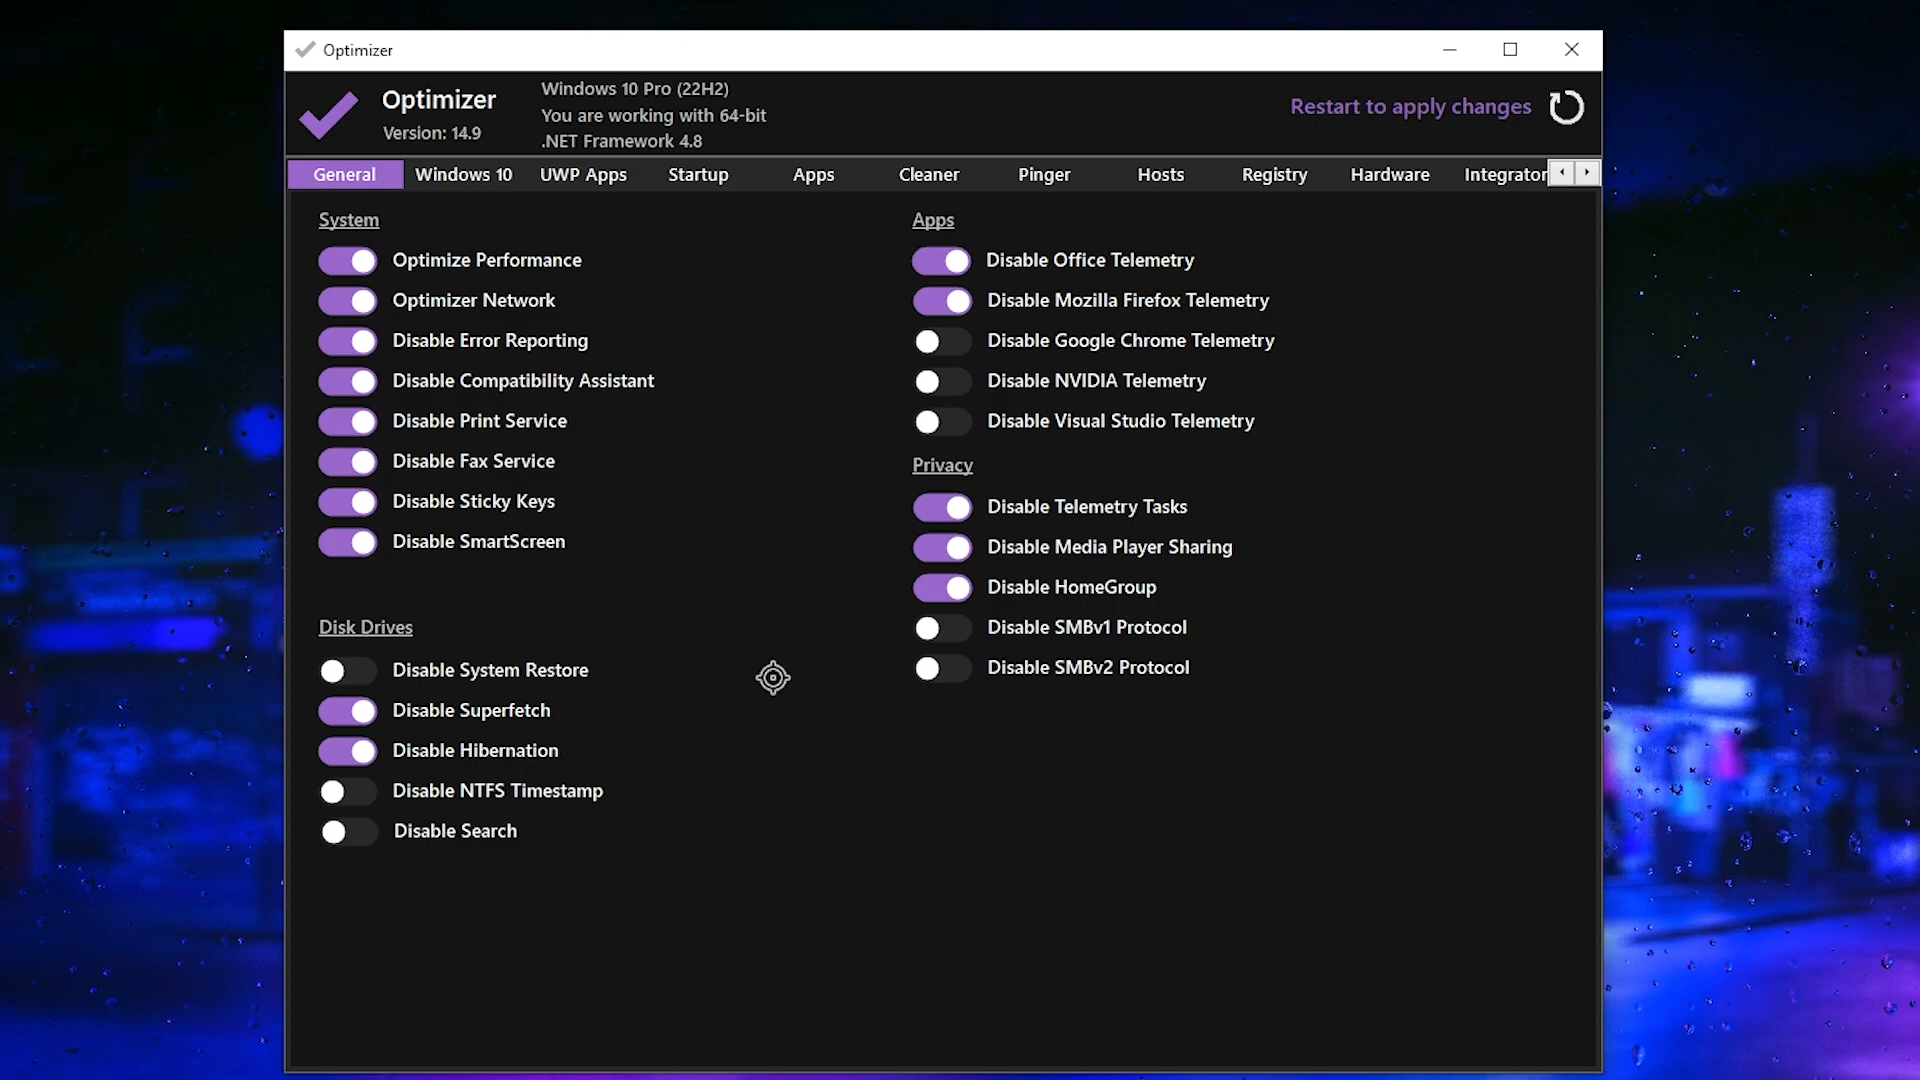 Optimizer
Optimizer
Version: 14.9
Windows 10 Pro (22H2)
You are working with 64-bit
.NET Framework 4.8
Restart to apply changes
General
Windows 10
UWP Apps
Startup
Apps
Cleaner
Pinger
Hosts
Registry
Hardware
Integrator
System
Optimize Performance
Optimizer Network
Disable Error Reporting
Disable Compatibility Assistant
Disable Print Service
Disable Fax Service
Disable Sticky Keys
Disable SmartScreen
Disk Drives
Disable System Restore
Disable Superfetch
Disable Hibernation
Disable NTFS Timestamp
Disable Search
Apps
Disable Office Telemetry
Disable Mozilla Firefox Telemetry
Disable Google Chrome Telemetry
Disable NVIDIA Telemetry
Disable Visual Studio Telemetry
Privacy
Disable Telemetry Tasks
Disable Media Player Sharing
Disable HomeGroup
Disable SMBv1 Protocol
Disable SMBv2 Protocol